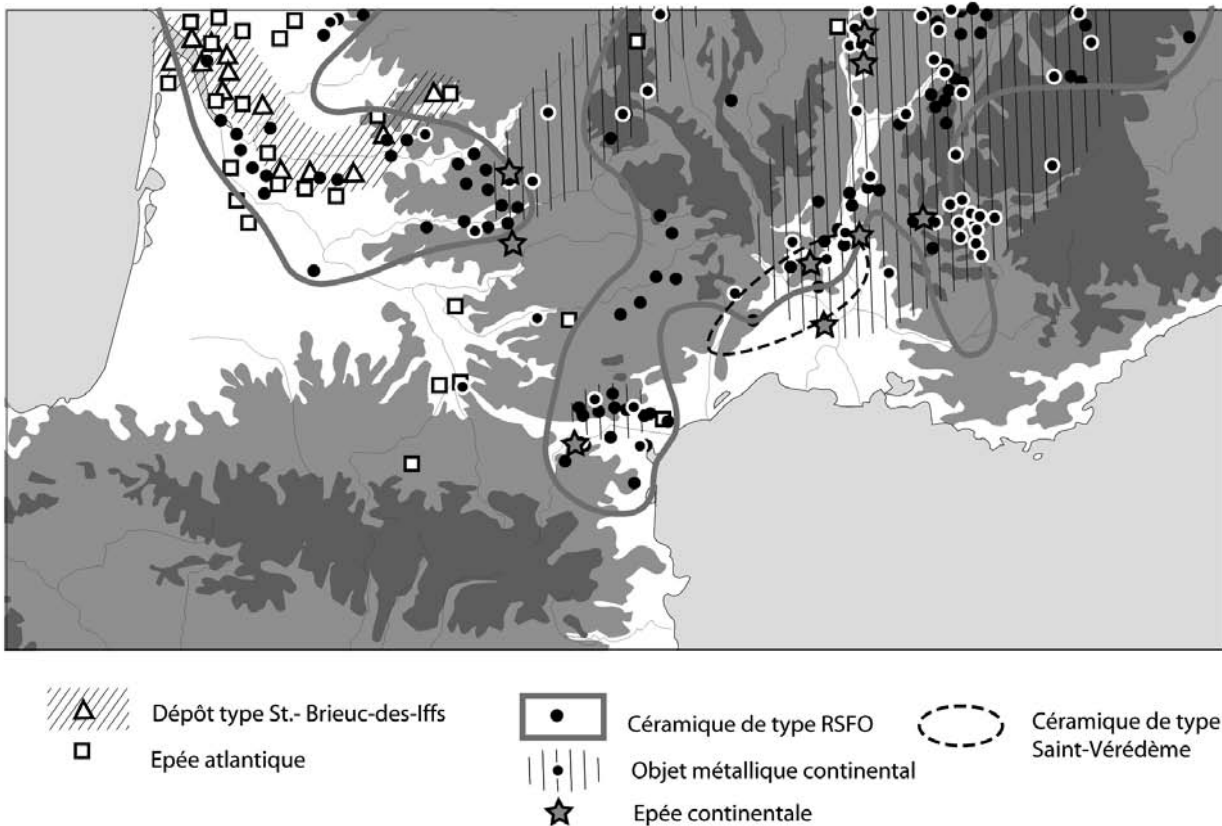 Dépôt type St.- Brieuc-des-Iffs
Epée atlantique
Céramique de type RSFO
Objet métallique continental
Epée continentale
Céramique de type
Saint-Vérédème